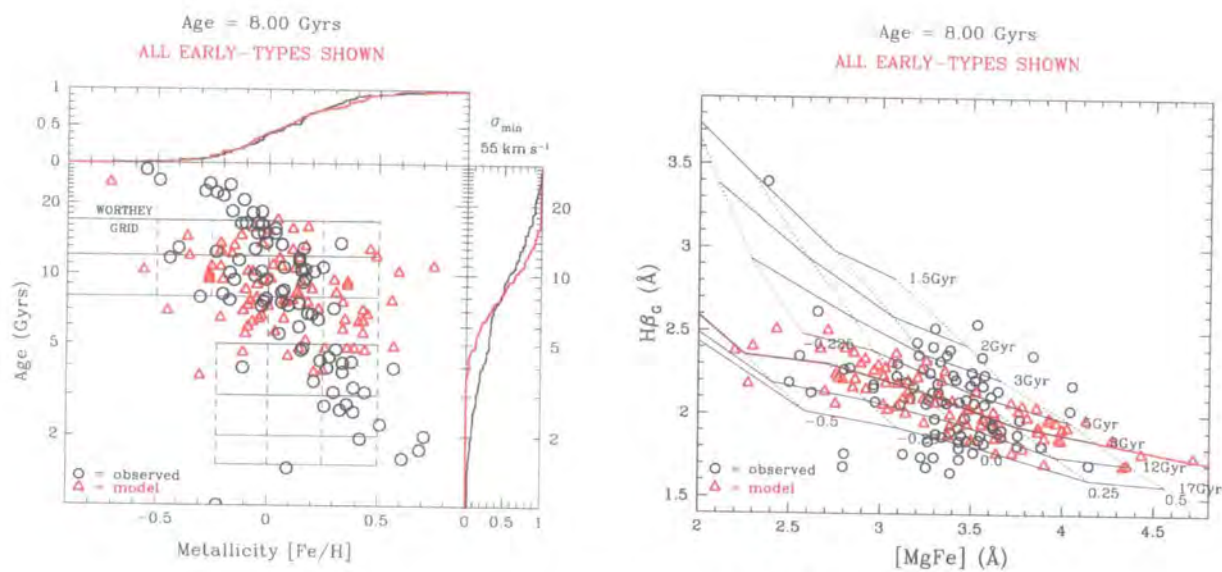 Age = 8.00 Gyrs
ALL EARLY-TYPES SHOWN
1
0.5
0
σmin
55 km s⁻¹
20
10
5
2
Age (Gyrs)
WORTHEY
GRID
20
10
5
2
○ = observed
△ = model
-0.5
0
0.5
0
0.5
1
Metallicity [Fe/H]
Age = 8.00 Gyrs
ALL EARLY-TYPES SHOWN
3.5
3
2.5
2
1.5
HβG (Å)
1.5Gyr
2Gyr
3Gyr
5Gyr
8Gyr
12Gyr
17Gyr
-0.225
-0.5
0.0
0.25
0.5
○ = observed
△ = model
2
2.5
3
3.5
4
4.5
[MgFe] (Å)